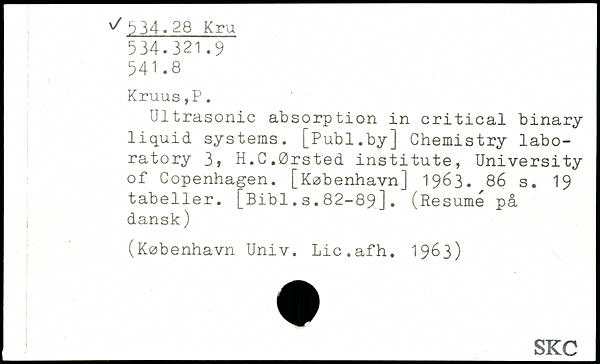 ✓ 534.28 Kru
534.321.9
541.8
Kruus,P.
Ultrasonic absorption in critical binary
liquid systems. [Publ.by] Chemistry labo-
ratory 3, H.C.Ørsted institute, University
of Copenhagen. [København] 1963. 86 s. 19
tabeller. [Bibl.s.82-89]. (Resumé på
dansk)
(København Univ. Lic.afh. 1963)
SKC